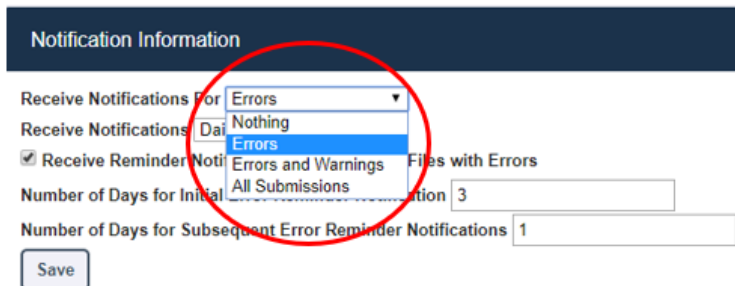 Notification Information
Receive Notifications For Errors
Nothing
Receive Notifications Dai
Errors
Receive Reminder Files with Errors
Errors and Warnings
All Submissions
Number of Days for Initial Error Reminder Notification 3
Number of Days for Subsequent Error Reminder Notifications 1
Save